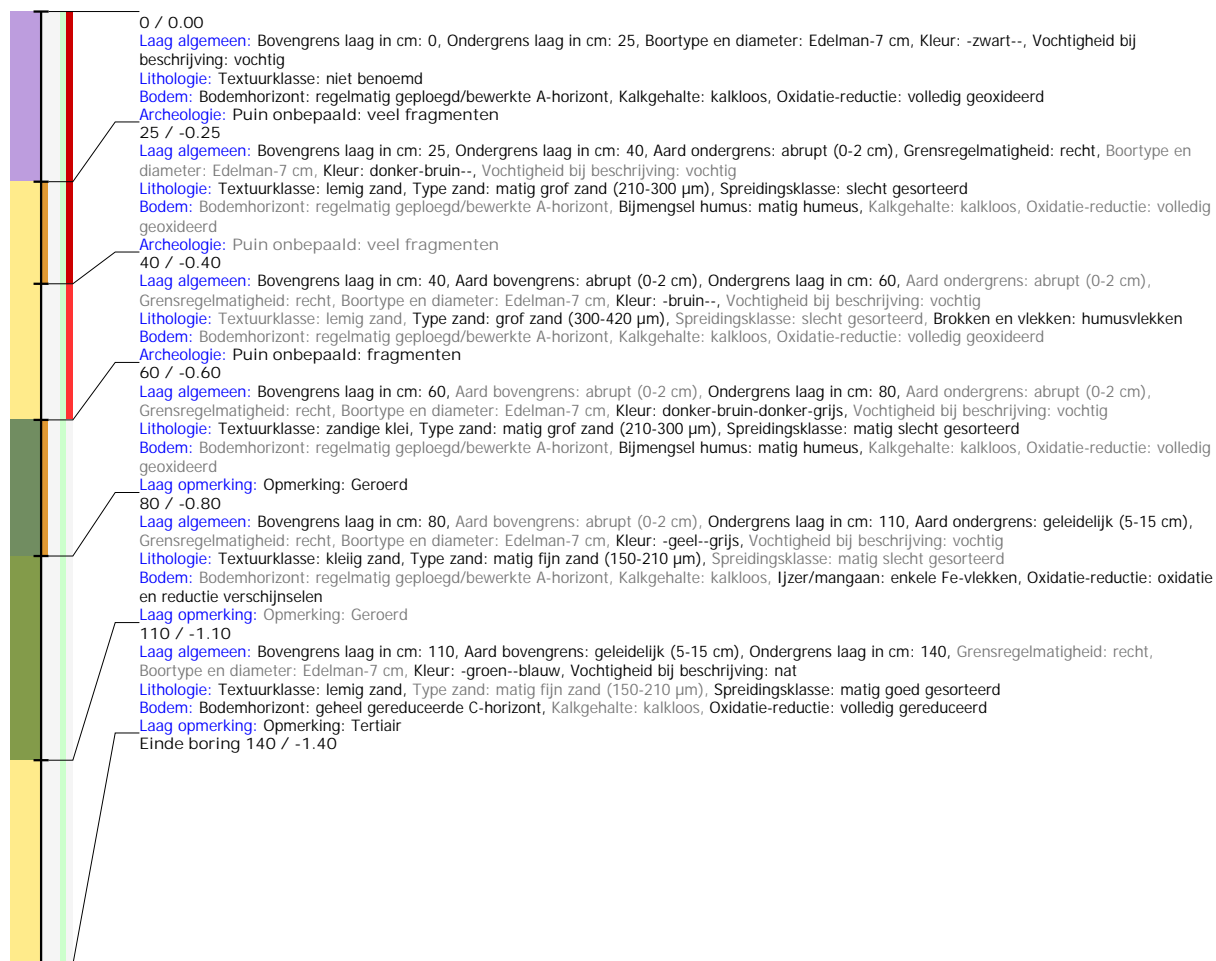 0 / 0.00
Laag algemeen: Bovengrens laag in cm: 0, Ondergrens laag in cm: 25, Boortype en diameter: Edelman-7 cm, Kleur: -zwart--, Vochtigheid bij
beschrijving: vochtig
Lithologie: Textuurklasse: niet benoemd
Bodem: Bodemhorizont: regelmatig geploegd/bewerkte A-horizont, Kalkgehalte: kalkloos, Oxidatie-reductie: volledig geoxideerd
Archeologie: Puin onbepaald: veel fragmenten
25 / -0.25
Laag algemeen: Bovengrens laag in cm: 25, Ondergrens laag in cm: 40, Aard ondergrens: abrupt (0-2 cm), Grensregelmatigheid: recht, Boortype en
diameter: Edelman-7 cm, Kleur: donker-bruin--, Vochtigheid bij beschrijving: vochtig
Lithologie: Textuurklasse: lemig zand, Type zand: matig grof zand (210-300 µm), Spreidingsklasse: slecht gesorteerd
Bodem: Bodemhorizont: regelmatig geploegd/bewerkte A-horizont, Bijmengsel humus: matig humeus, Kalkgehalte: kalkloos, Oxidatie-reductie: volledig
geoxideerd
Archeologie: Puin onbepaald: veel fragmenten
40 / -0.40
Laag algemeen: Bovengrens laag in cm: 40, Aard bovengrens: abrupt (0-2 cm), Ondergrens laag in cm: 60, Aard ondergrens: abrupt (0-2 cm),
Grensregelmatigheid: recht, Boortype en diameter: Edelman-7 cm, Kleur: -bruin--, Vochtigheid bij beschrijving: vochtig
Lithologie: Textuurklasse: lemig zand, Type zand: grof zand (300-420 µm), Spreidingsklasse: slecht gesorteerd, Brokken en vlekken: humusvlekken
Bodem: Bodemhorizont: regelmatig geploegd/bewerkte A-horizont, Kalkgehalte: kalkloos, Oxidatie-reductie: volledig geoxideerd
Archeologie: Puin onbepaald: fragmenten
60 / -0.60
Laag algemeen: Bovengrens laag in cm: 60, Aard bovengrens: abrupt (0-2 cm), Ondergrens laag in cm: 80, Aard ondergrens: abrupt (0-2 cm),
Grensregelmatigheid: recht, Boortype en diameter: Edelman-7 cm, Kleur: donker-bruin-donker-grijs, Vochtigheid bij beschrijving: vochtig
Lithologie: Textuurklasse: zandige klei, Type zand: matig grof zand (210-300 µm), Spreidingsklasse: matig slecht gesorteerd
Bodem: Bodemhorizont: regelmatig geploegd/bewerkte A-horizont, Bijmengsel humus: matig humeus, Kalkgehalte: kalkloos, Oxidatie-reductie: volledig
geoxideerd
Laag opmerking: Opmerking: Geroerd
80 / -0.80
Laag algemeen: Bovengrens laag in cm: 80, Aard bovengrens: abrupt (0-2 cm), Ondergrens laag in cm: 110, Aard ondergrens: geleidelijk (5-15 cm),
Grensregelmatigheid: recht, Boortype en diameter: Edelman-7 cm, Kleur: -geel--grijs, Vochtigheid bij beschrijving: vochtig
Lithologie: Textuurklasse: kleiig zand, Type zand: matig fijn zand (150-210 µm), Spreidingsklasse: matig slecht gesorteerd
Bodem: Bodemhorizont: regelmatig geploegd/bewerkte A-horizont, Kalkgehalte: kalkloos, Ijzer/mangaan: enkele Fe-vlekken, Oxidatie-reductie: oxidatie
en reductie verschijnselen
Laag opmerking: Opmerking: Geroerd
110 / -1.10
Laag algemeen: Bovengrens laag in cm: 110, Aard bovengrens: geleidelijk (5-15 cm), Ondergrens laag in cm: 140, Grensregelmatigheid: recht,
Boortype en diameter: Edelman-7 cm, Kleur: -groen--blauw, Vochtigheid bij beschrijving: nat
Lithologie: Textuurklasse: lemig zand, Type zand: matig fijn zand (150-210 µm), Spreidingsklasse: matig goed gesorteerd
Bodem: Bodemhorizont: geheel gereduceerde C-horizont, Kalkgehalte: kalkloos, Oxidatie-reductie: volledig gereduceerd
Laag opmerking: Opmerking: Tertiair
Einde boring 140 / -1.40